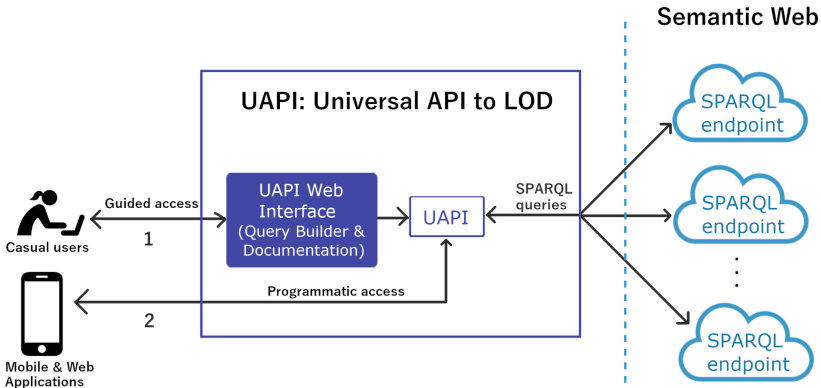 Semantic Web
UAPI: Universal API to LOD
SPARQL
endpoint
Guided access
UAPI Web
Interface
(Query Builder &
Documentation)
UAPI
SPARQL
queries
SPARQL
endpoint
Casual users
1
Programmatic access
2
SPARQL
endpoint
Mobile & Web
Applications